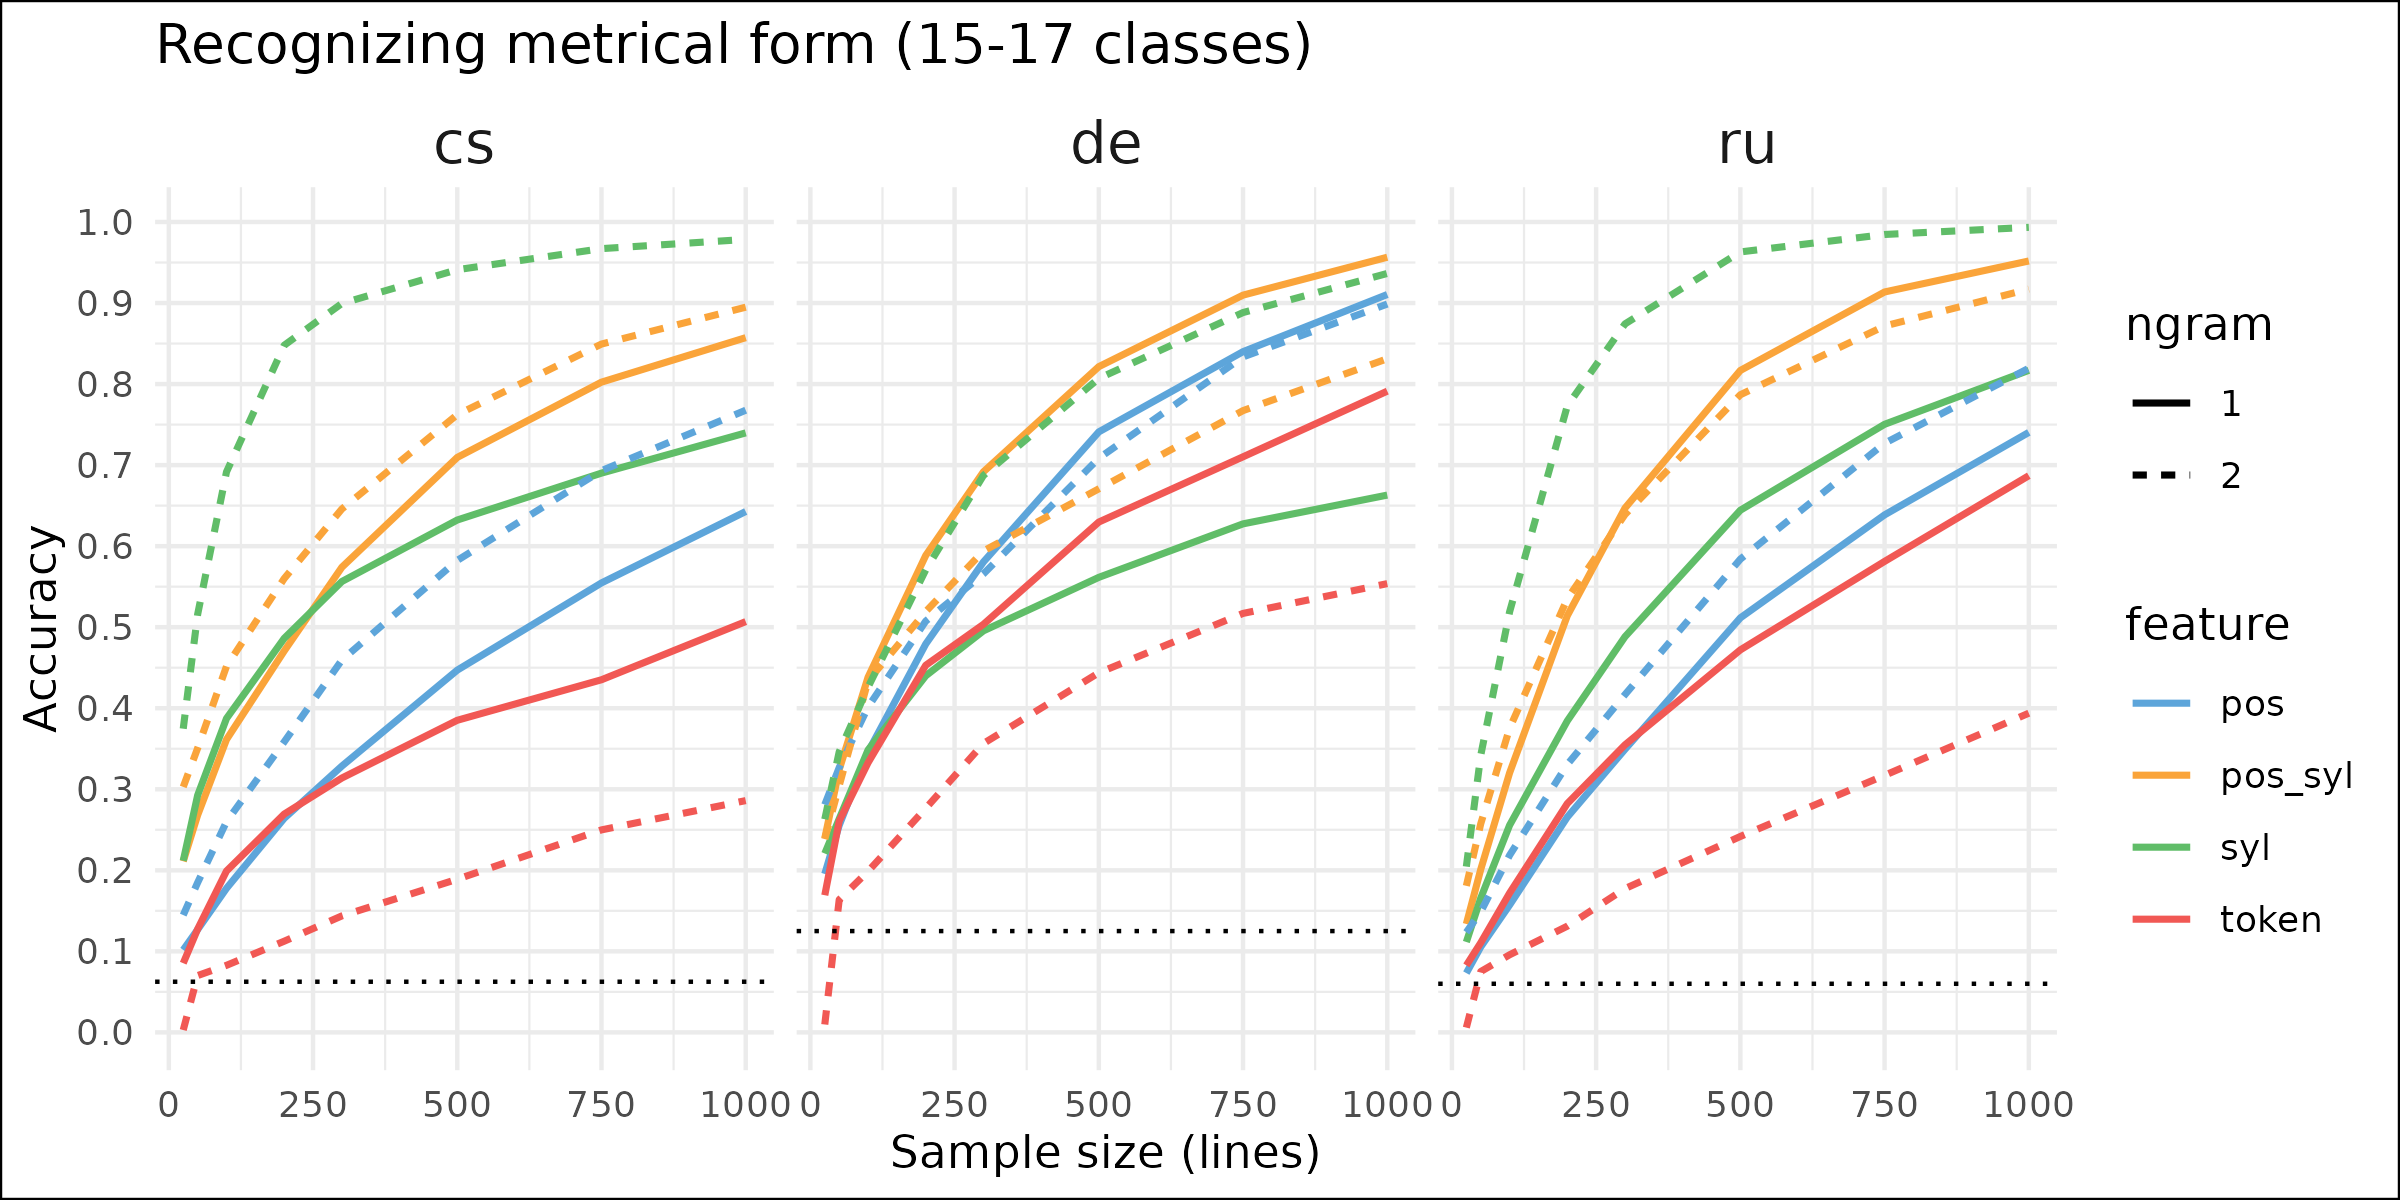 Recognizing metrical form (15-17 classes)
cs
de
ru
Accuracy
1.0
0.9
0.8
0.7
0.6
0.5
0.4
0.3
0.2
0.1
0.0
0 250 500 750 1000
0 250 500 750 1000
0 250 500 750 1000
Sample size (lines)
ngram
1
2
feature
pos
pos_syl
syl
token